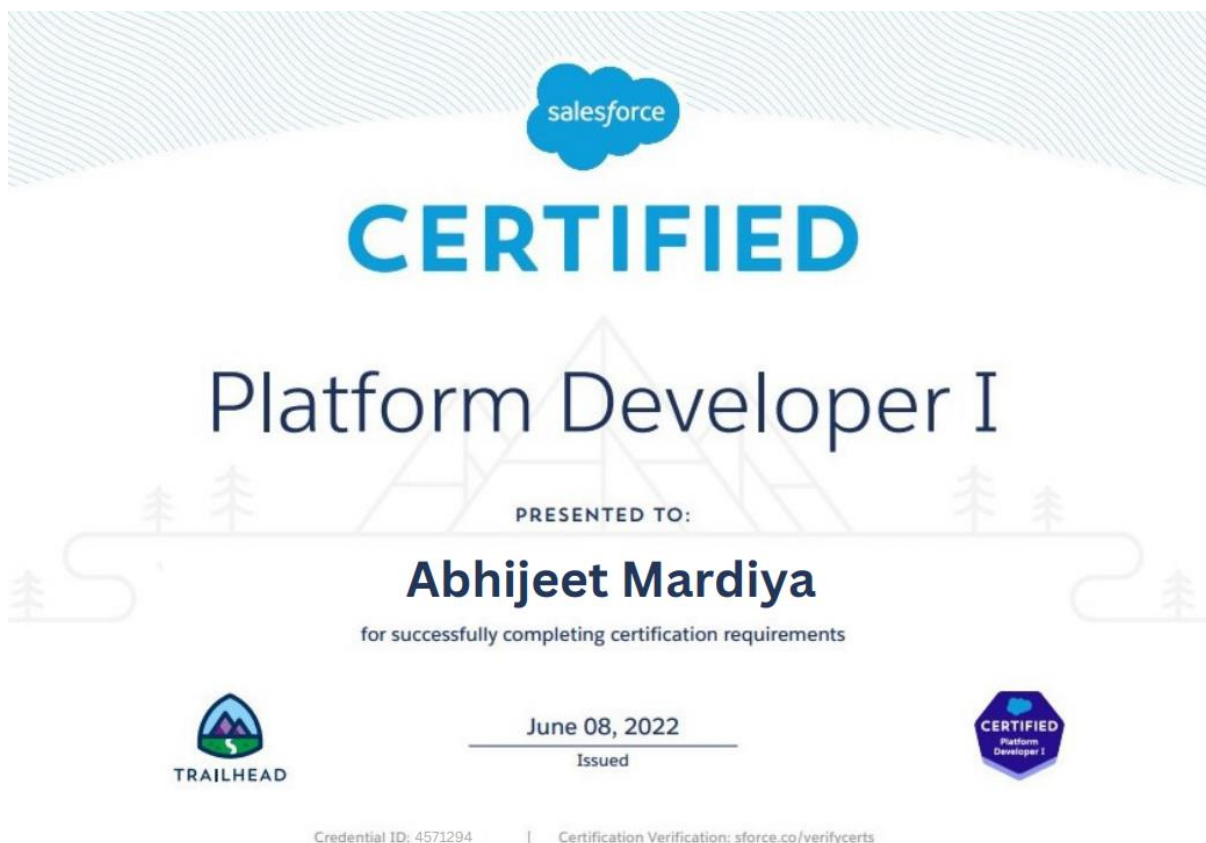 salesforce
CERTIFIED
Platform Developer I
PRESENTED TO:
Abhijeet Mardiya
for successfully completing certification requirements
June 08, 2022
Issued
TRAILHEAD
CERTIFIED
Platform
Developer I
Credential ID: 4571294 | Certification Verification: sforce.co/verifycerts